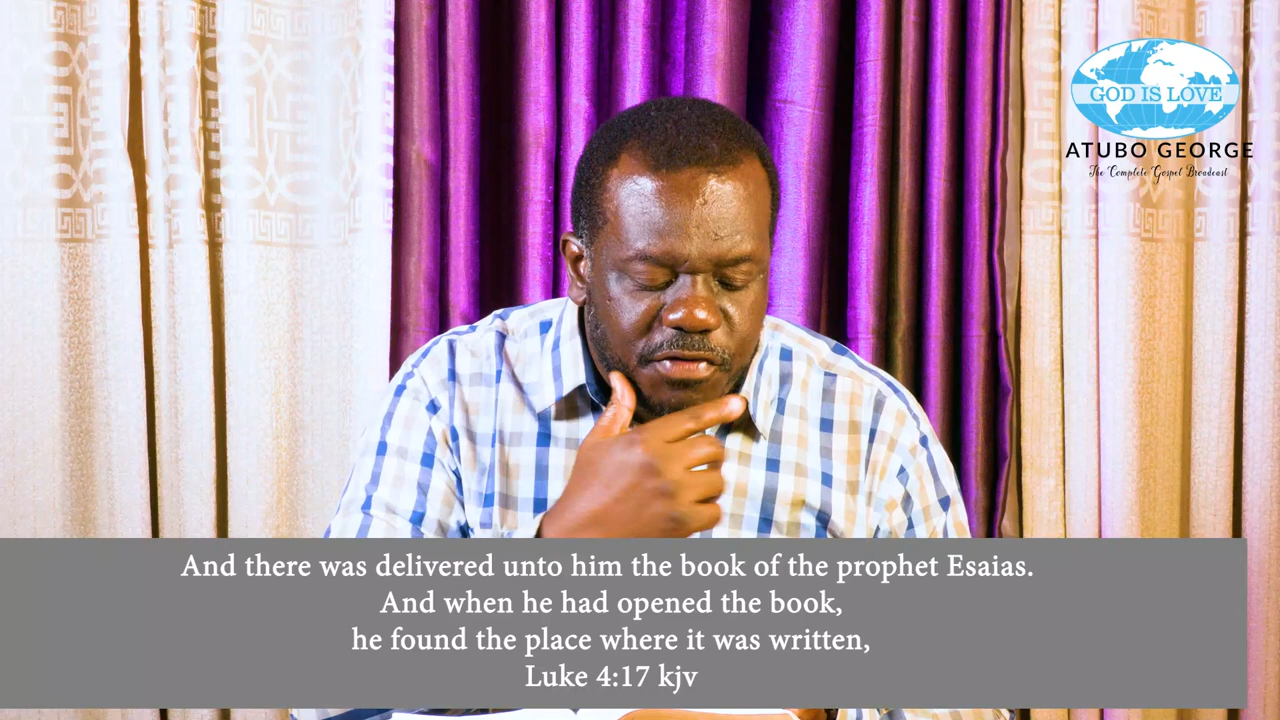 GOD IS LOVE
ATUBO GEORGE
The Complete Gospel Broadcast
And there was delivered unto him the book of the prophet Esaias.
And when he had opened the book,
he found the place where it was written,
Luke 4:17 kjv